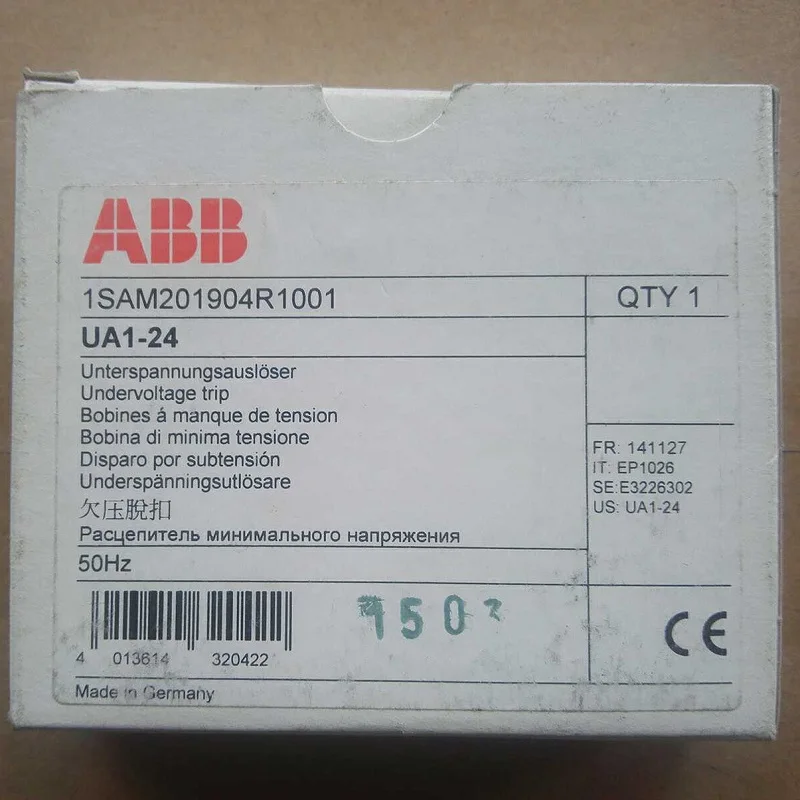 ABB
1SAM201904R1001
QTY 1
UA1-24
Unterspannungsauslöser
Undervoltage trip
Bobines á manque de tension
Bobina di minima tensione
Disparo por subtensión
Underspänningsutlösare
欠压脫扣
Расцепитель минимального напряжения
50Hz
FR: 141127
IT: EP1026
SE:E3226302
US: UA1-24
4 013614 320422
1502
CE
Made in Germany